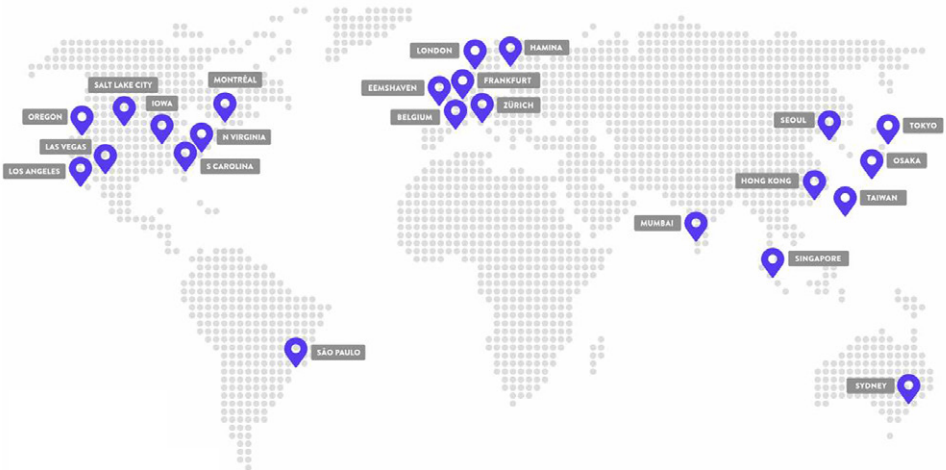 LONDON
HAMINA
SALT LAKE CITY
MONTRÉAL
EEMSHAVEN
FRANKFURT
IOWA
ZÜRICH
OREGON
BELGIUM
SEOUL
TOKYO
N VIRGINIA
LAS VEGAS
OSAKA
S CAROLINA
LOS ANGELES
HONG KONG
TAIWAN
MUMBAI
SINGAPORE
SÃO PAULO
SYDNEY